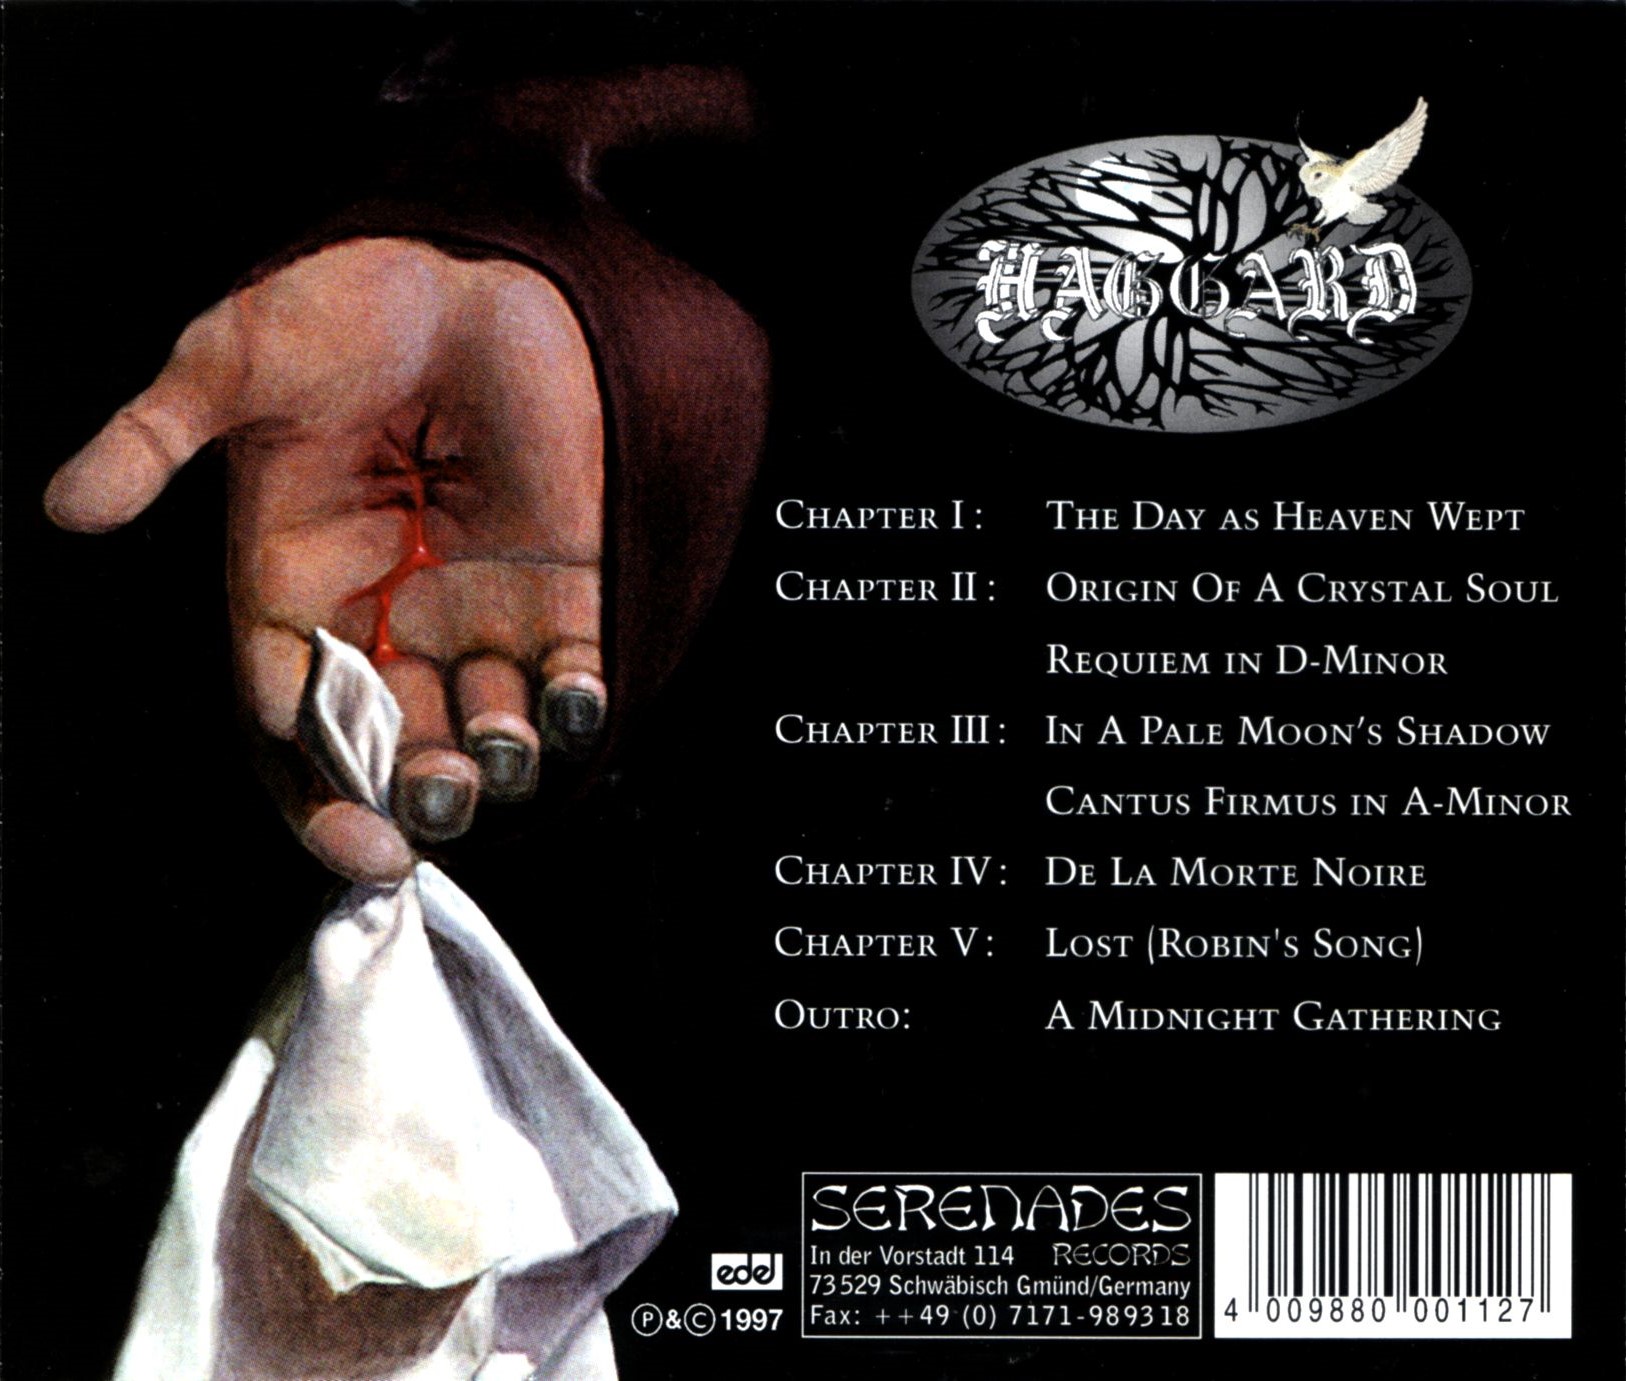 HAGGARD
CHAPTER I: THE DAY AS HEAVEN WEPT
CHAPTER II: ORIGIN OF A CRYSTAL SOUL
REQUIEM IN D-MINOR
CHAPTER III: IN A PALE MOON'S SHADOW
CANTUS FIRMUS IN A-MINOR
CHAPTER IV: DE LA MORTE NOIRE
CHAPTER V: LOST (ROBIN'S SONG)
OUTRO: A MIDNIGHT GATHERING
edel
Ⓟ&Ⓒ1997
SERENADES
RECORDS
In der Vorstadt 114
73529 Schwäbisch Gmünd/Germany
Fax: ++49 (0) 7171-989318
4 009880 001127